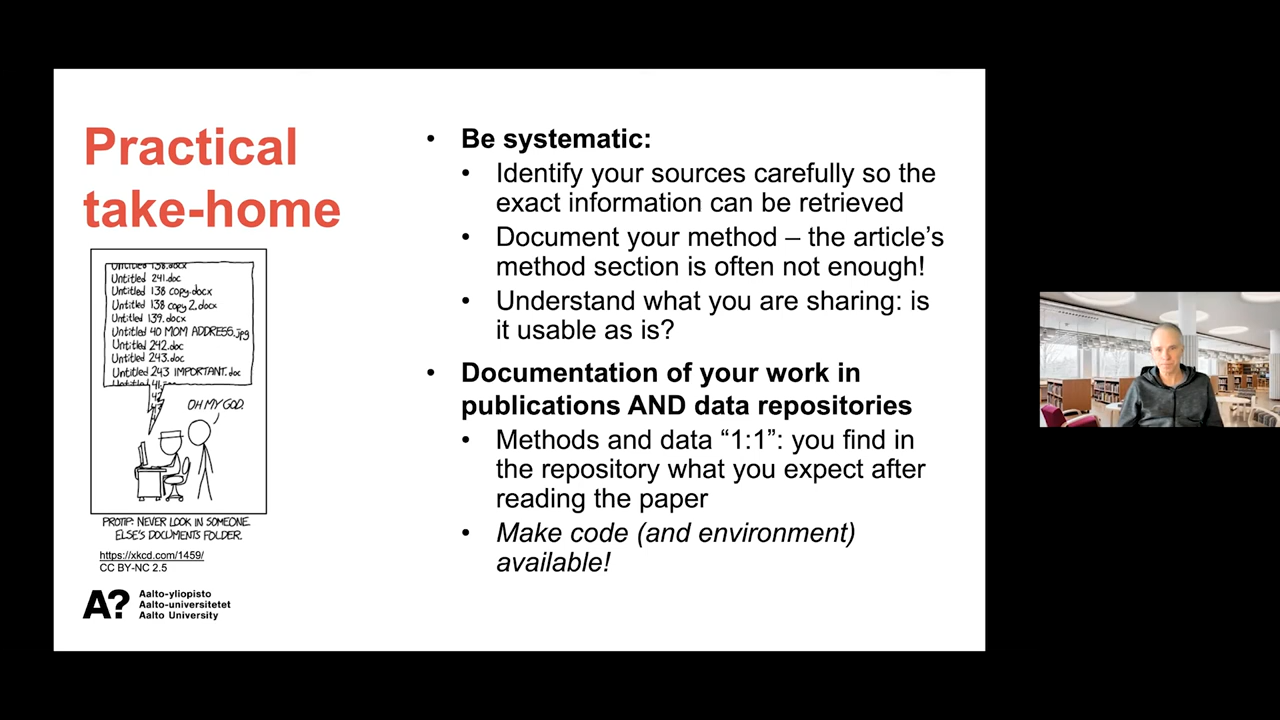 Practical
take-home
Untitled 138.docx
Untitled 241.doc
Untitled 138 copy.docx
Untitled 138 copy 2.docx
Untitled 139.docx
Untitled 40 MOM ADDRESS.jpg
Untitled 242.doc
Untitled 243.doc
Untitled 243 IMPORTANT.doc
OH MY GOD.
PROTIP: NEVER LOOK IN SOMEONE
ELSE'S DOCUMENTS FOLDER.
https://xkcd.com/1459/
CC BY-NC 2.5
A?
Aalto-yliopisto
Aalto-universitetet
Aalto University
• Be systematic:
• Identify your sources carefully so the
exact information can be retrieved
• Document your method – the article's
method section is often not enough!
• Understand what you are sharing: is
it usable as is?
• Documentation of your work in
publications AND data repositories
• Methods and data “1:1”: you find in
the repository what you expect after
reading the paper
• Make code (and environment)
available!